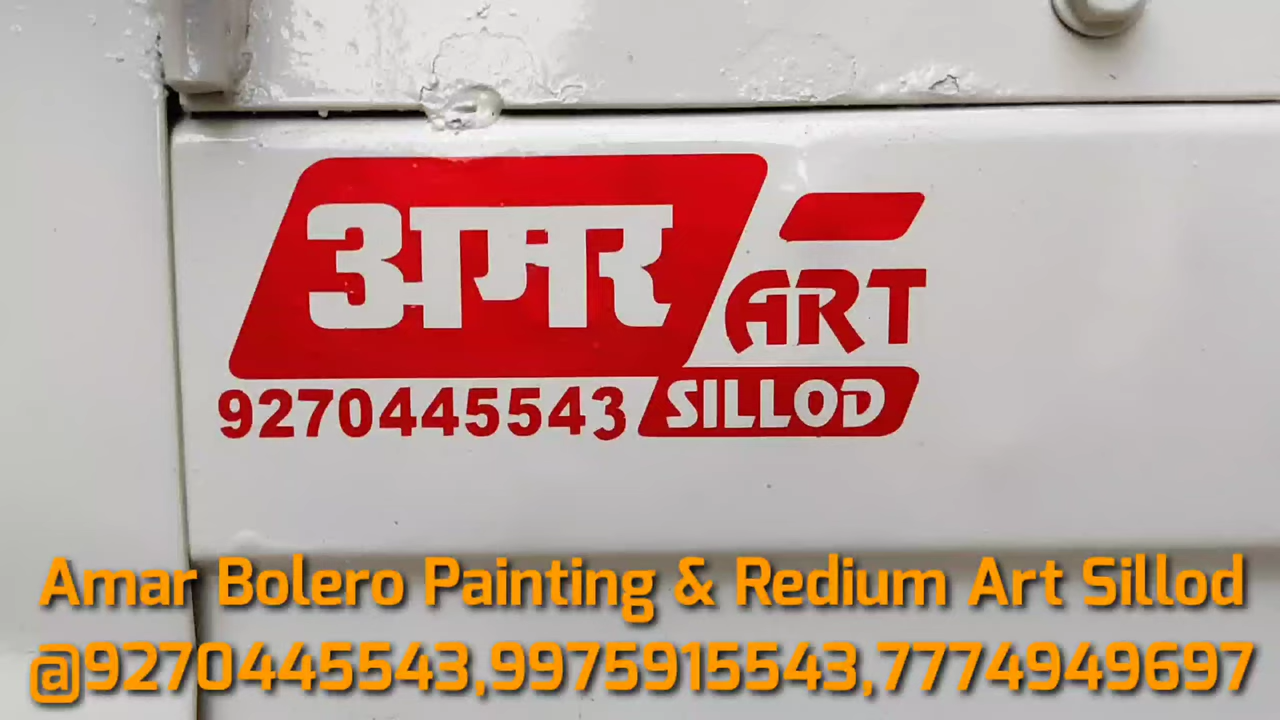 अमर
ART
9270445543 SILLOD
Amar Bolero Painting & Redium Art Sillod
@9270445543,9975915543,7774949697